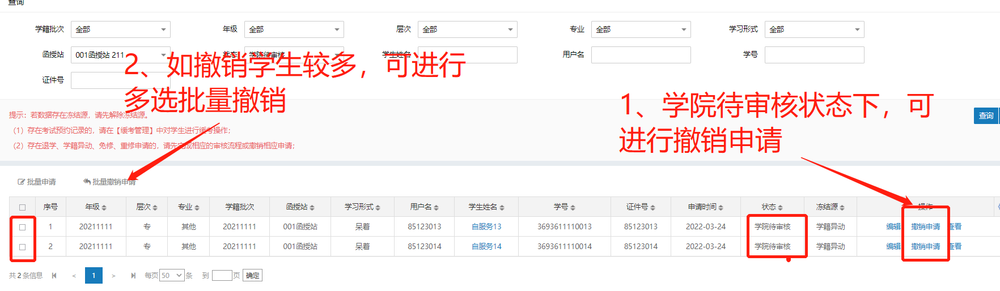 查询
学籍批次 全部 年级 全部 层次 全部 专业 全部 学习形式 全部
函授站 001函授站 211 状态 学院待审核 学生姓名 用户名 学号
证件号
2、如撤销学生较多，可进行
多选批量撤销
1、学院待审核状态下，可
进行撤销申请
提示：若数据存在冻结源，请先解除冻结源。
查询
（1）存在考试预约记录的，请在【缓考管理】中对学生进行缓考操作；
（2）存在退学、学籍异动、免修、重修申请的，请先完成相应的审核流程或撤销相应申请；
批量申请 批量撤销申请
序号 年级 层次 专业 学籍批次 函授站 学习形式 用户名 学生姓名 学号 证件号 申请时间 状态 冻结源 操作
1 20211111 专 其他 20211111 001函授站 呆着 85123013 自服务13 3693611110013 85123013 2022-03-24 学院待审核 学籍异动 编辑 撤销申请 查看
2 20211111 专 其他 20211111 001函授站 呆着 85123014 自服务14 3693611110014 85123014 2022-03-24 学院待审核 学籍异动 编辑 撤销申请 查看
共2条信息 < 1 > 每页 50 条 到 页 确定